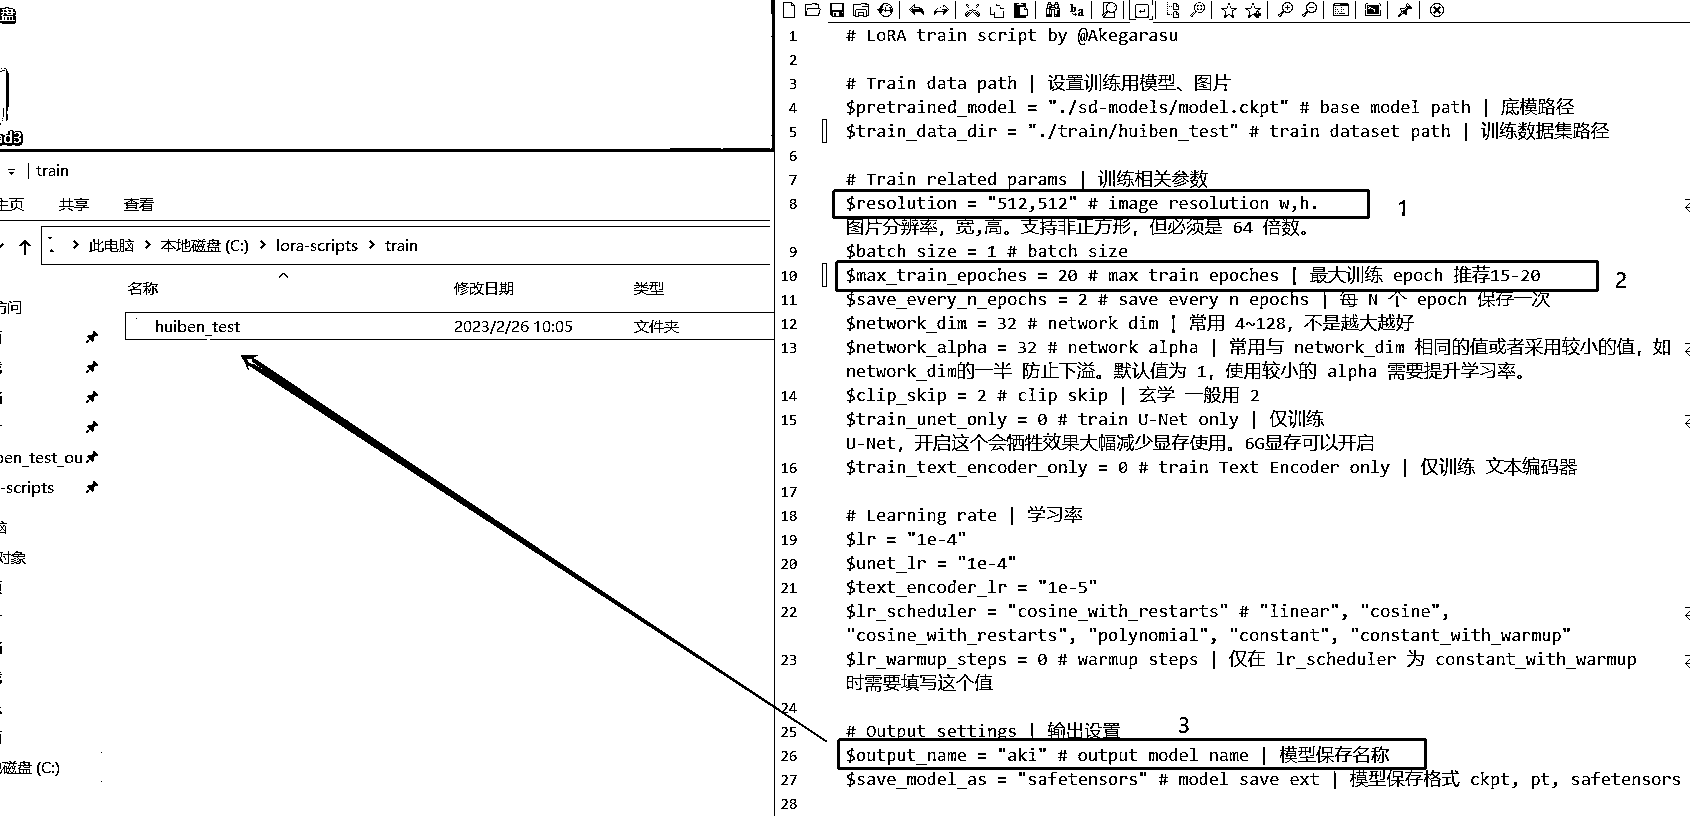 盘
ad3
train
主页 共享 查看
此电脑 > 本地磁盘 (C:) > lora-scripts > train
名称 修改日期 类型
访问
huiben_test 2023/2/26 10:05 文件夹
ben_test_ou
-scripts
脑
对象
磁盘 (C:)
1 # LoRA train script by @Akegarasu
2
3 # Train data path | 设置训练用模型、图片
4 $pretrained_model = "./sd-models/model.ckpt" # base model path | 底模路径
5 $train_data_dir = "./train/huiben_test" # train dataset path | 训练数据集路径
6
7 # Train related params | 训练相关参数
8 $resolution = "512,512" # image resolution w,h. 1
图片分辨率，宽,高。支持非正方形，但必须是 64 倍数。
9 $batch_size = 1 # batch size
10 $max_train_epoches = 20 # max train epoches | 最大训练 epoch 推荐15-20 2
11 $save_every_n_epochs = 2 # save every n epochs | 每 N 个 epoch 保存一次
12 $network_dim = 32 # network dim | 常用 4~128，不是越大越好
13 $network_alpha = 32 # network alpha | 常用与 network_dim 相同的值或者采用较小的值，如
network_dim的一半 防止下溢。默认值为 1，使用较小的 alpha 需要提升学习率。
14 $clip_skip = 2 # clip skip | 玄学 一般用 2
15 $train_unet_only = 0 # train U-Net only | 仅训练
U-Net，开启这个会牺牲效果大幅减少显存使用。6G显存可以开启
16 $train_text_encoder_only = 0 # train Text Encoder only | 仅训练 文本编码器
17
18 # Learning rate | 学习率
19 $lr = "1e-4"
20 $unet_lr = "1e-4"
21 $text_encoder_lr = "1e-5"
22 $lr_scheduler = "cosine_with_restarts" # "linear", "cosine",
"cosine_with_restarts", "polynomial", "constant", "constant_with_warmup"
23 $lr_warmup_steps = 0 # warmup steps | 仅在 lr_scheduler 为 constant_with_warmup
时需要填写这个值
24
25 # Output settings | 输出设置 3
26 $output_name = "aki" # output model name | 模型保存名称
27 $save_model_as = "safetensors" # model save ext | 模型保存格式 ckpt, pt, safetensors
28